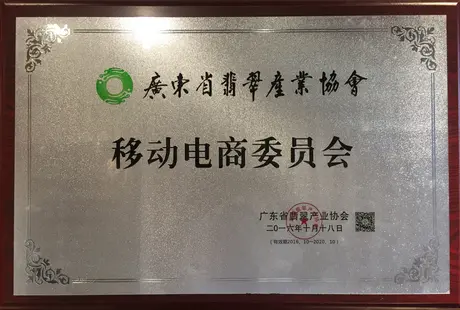 廣東省翡翠產業協會
移动电商委员会
广东省翡翠产业协会
二〇一六年十月十八日